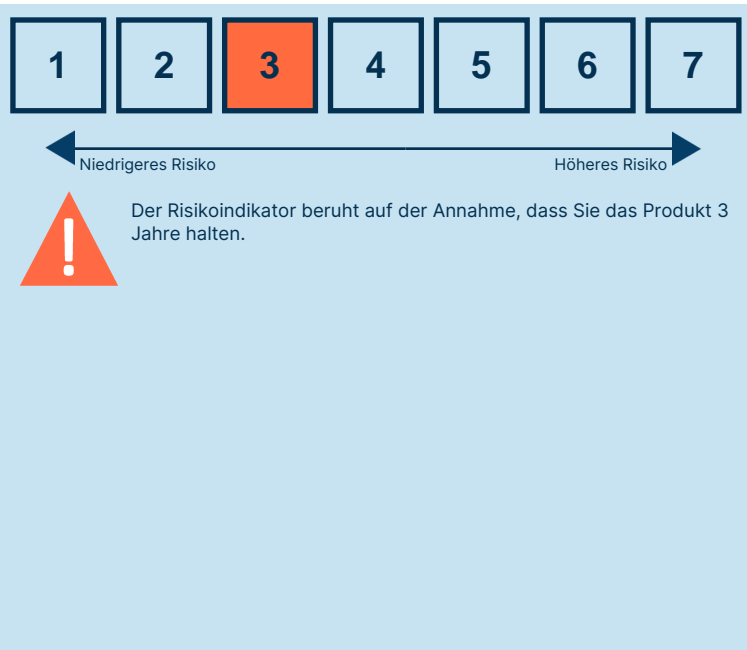 1 2 3 4 5 6 7
Niedrigeres Risiko Höheres Risiko
Der Risikoindikator beruht auf der Annahme, dass Sie das Produkt 3
Jahre halten.